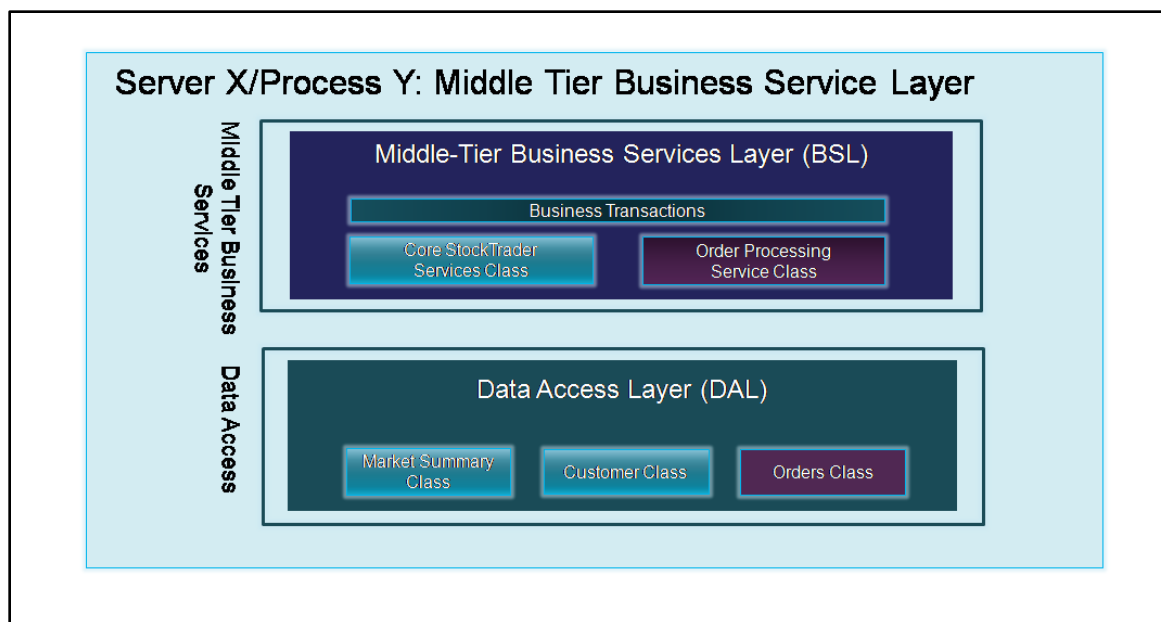 Server X/Process Y: Middle Tier Business Service Layer
Middle Tier Business
Services
Middle-Tier Business Services Layer (BSL)
Business Transactions
Core StockTrader
Services Class
Order Processing
Service Class
Data Access
Data Access Layer (DAL)
Market Summary
Class
Customer Class
Orders Class